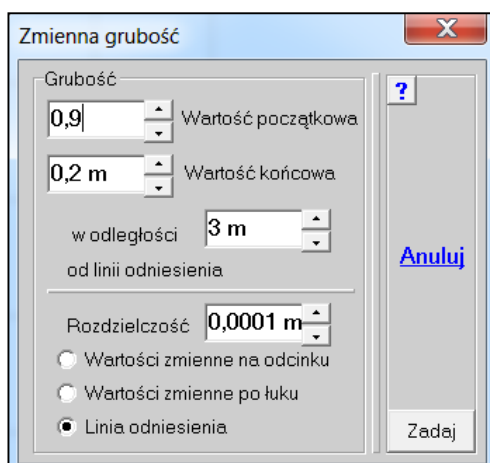 Zmienna grubość X
Grubość
?
0,9 Wartość początkowa
0,2 m Wartość końcowa
w odległości 3 m
od linii odniesienia
Anuluj
Rozdzielczość 0,0001 m
Wartości zmienne na odcinku
Wartości zmienne po łuku
Linia odniesienia
Zadaj